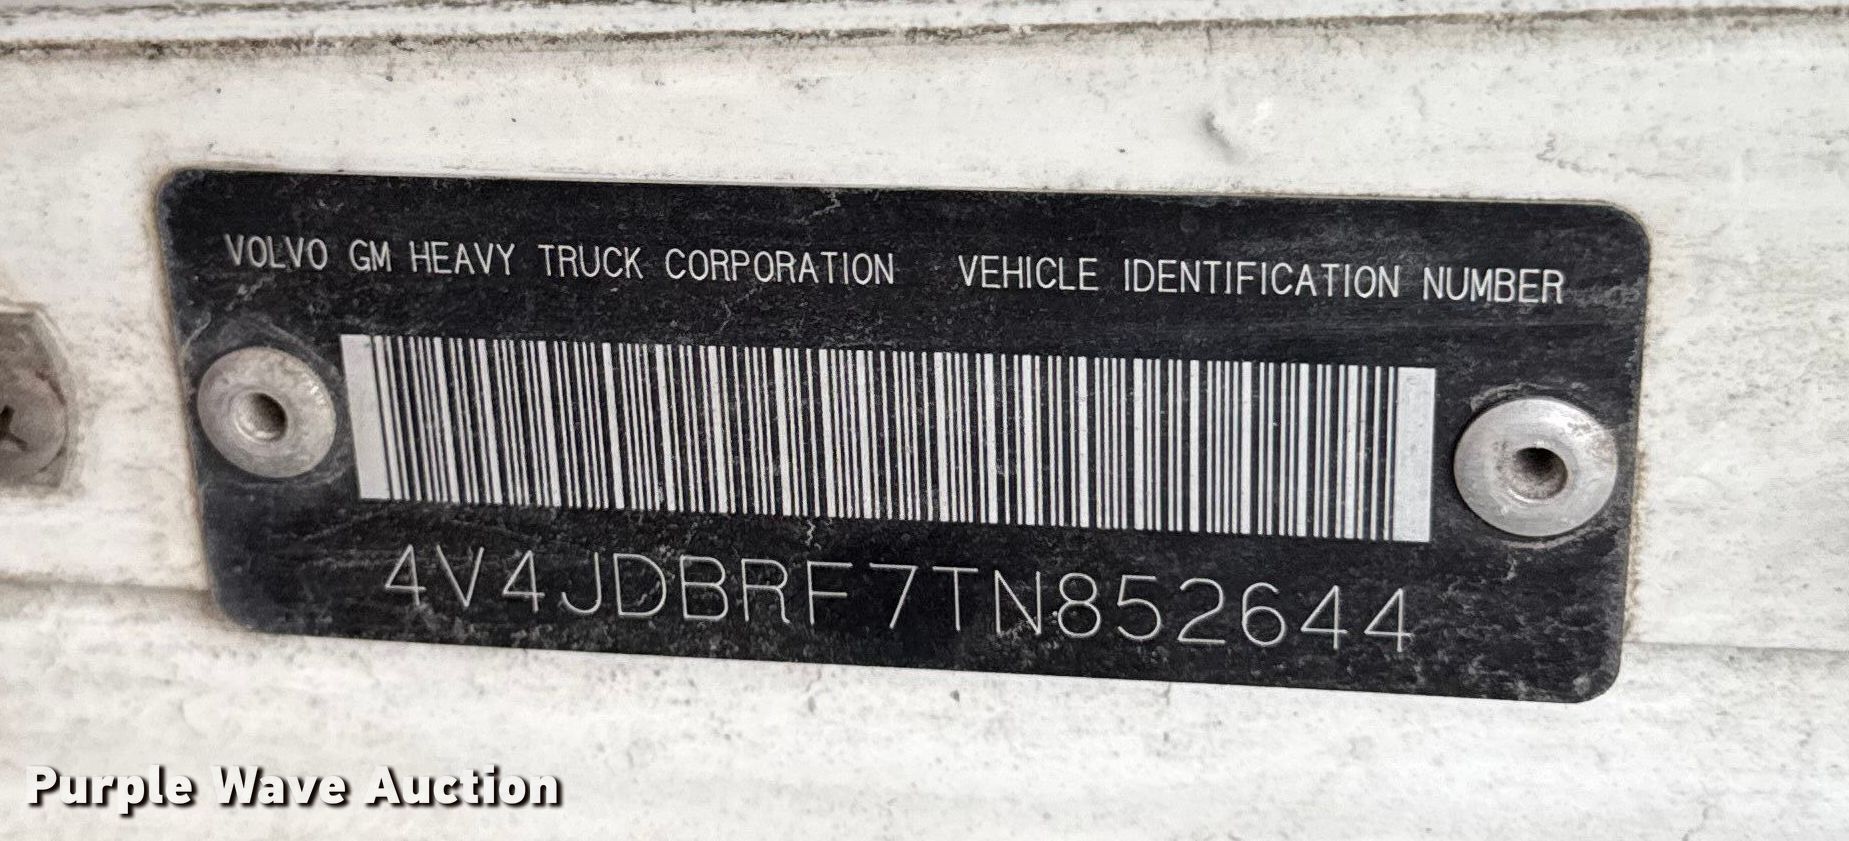 VOLVO GM HEAVY TRUCK CORPORATION VEHICLE IDENTIFICATION NUMBER
4V4JDBRF7TN852644
Purple Wave Auction